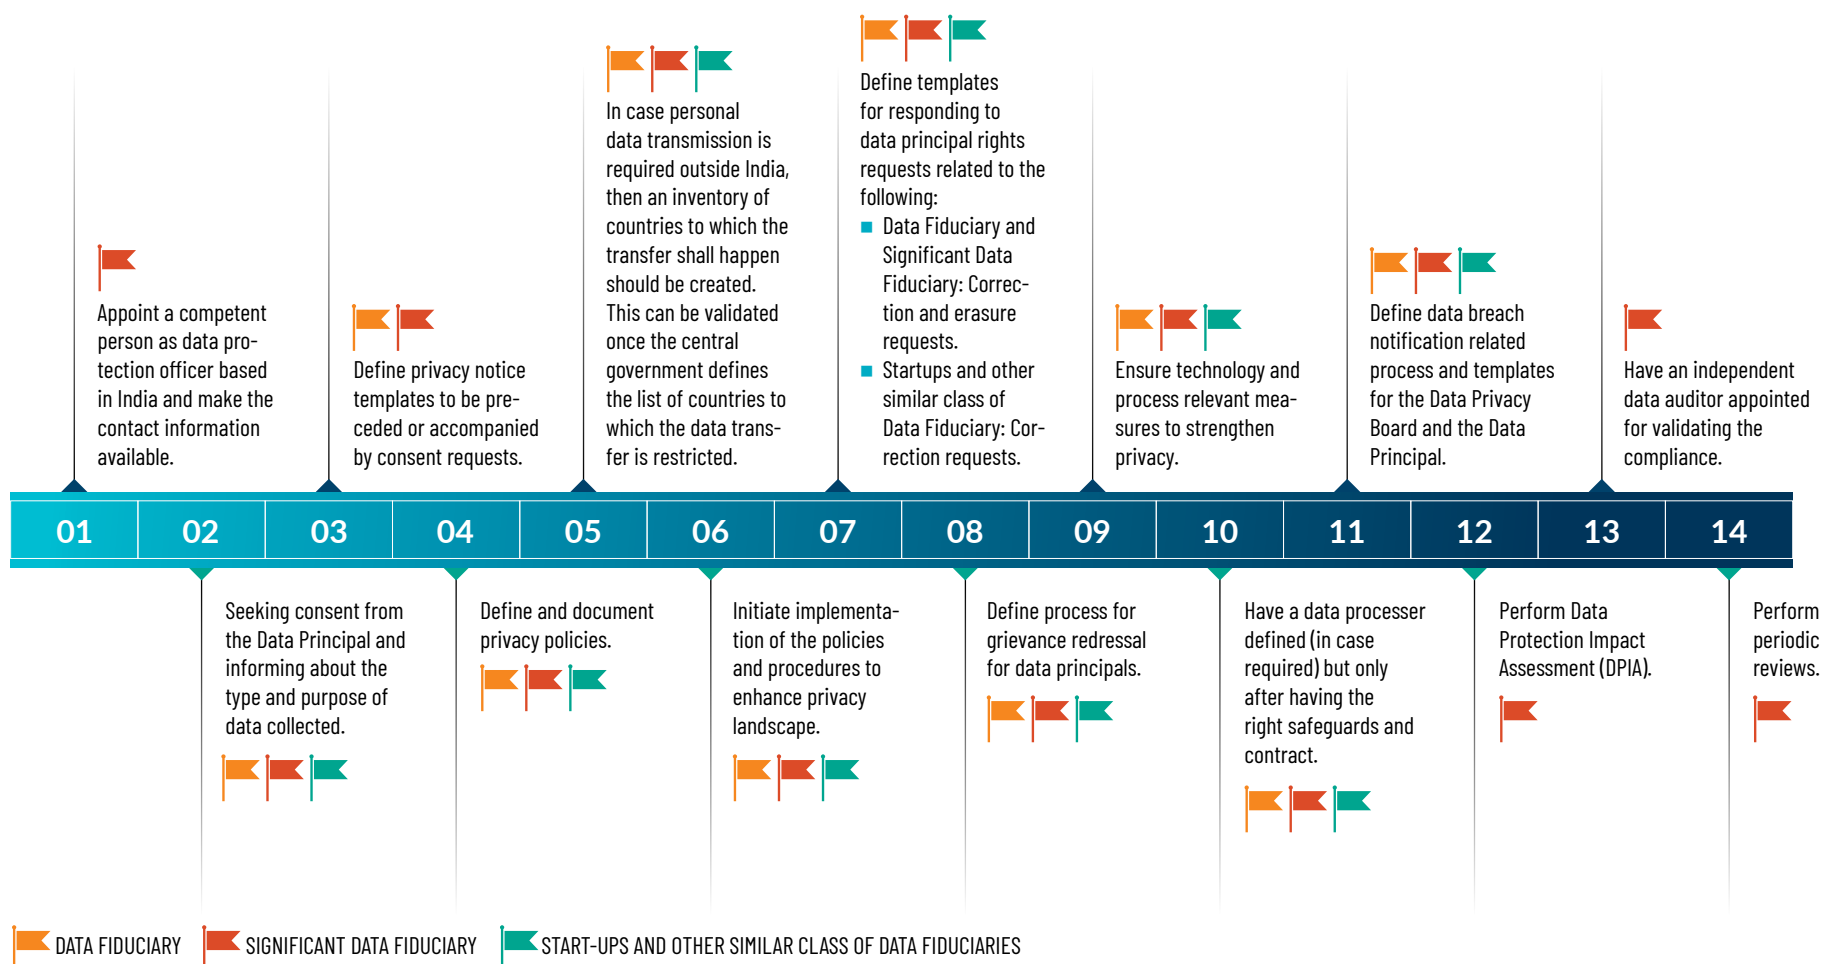 Appoint a competent
person as data pro-
tection officer based
in India and make the
contact information
available.
Define privacy notice
templates to be pre-
ceded or accompanied
by consent requests.
In case personal
data transmission is
required outside India,
then an inventory of
countries to which the
transfer shall happen
should be created.
This can be validated
once the central
government defines
the list of countries to
which the data trans-
fer is restricted.
Define templates
for responding to
data principal rights
requests related to the
following:
Data Fiduciary and
Significant Data
Fiduciary: Correc-
tion and erasure
requests.
Startups and other
similar class of
Data Fiduciary: Cor-
rection requests.
Ensure technology and
process relevant mea-
sures to strengthen
privacy.
Define data breach
notification related
process and templates
for the Data Privacy
Board and the Data
Principal.
Have an independent
data auditor appointed
for validating the
compliance.
01 02 03 04 05 06 07 08 09 10 11 12 13 14
Seeking consent from
the Data Principal and
informing about the
type and purpose of
data collected.
Define and document
privacy policies.
Initiate implementa-
tion of the policies
and procedures to
enhance privacy
landscape.
Define process for
grievance redressal
for data principals.
Have a data processer
defined (in case
required) but only
after having the
right safeguards and
contract.
Perform Data
Protection Impact
Assessment (DPIA).
Perform
periodic
reviews.
DATA FIDUCIARY SIGNIFICANT DATA FIDUCIARY START-UPS AND OTHER SIMILAR CLASS OF DATA FIDUCIARIES